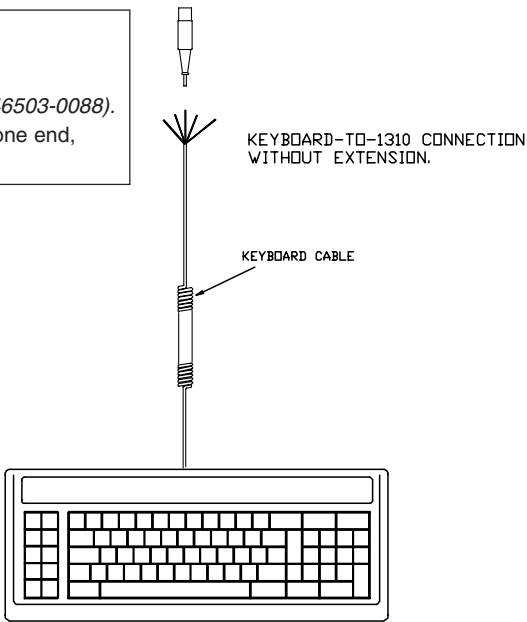 6503-0088).
one end,
KEYBOARD-TO-1310 CONNECTION
WITHOUT EXTENSION.
KEYBOARD CABLE